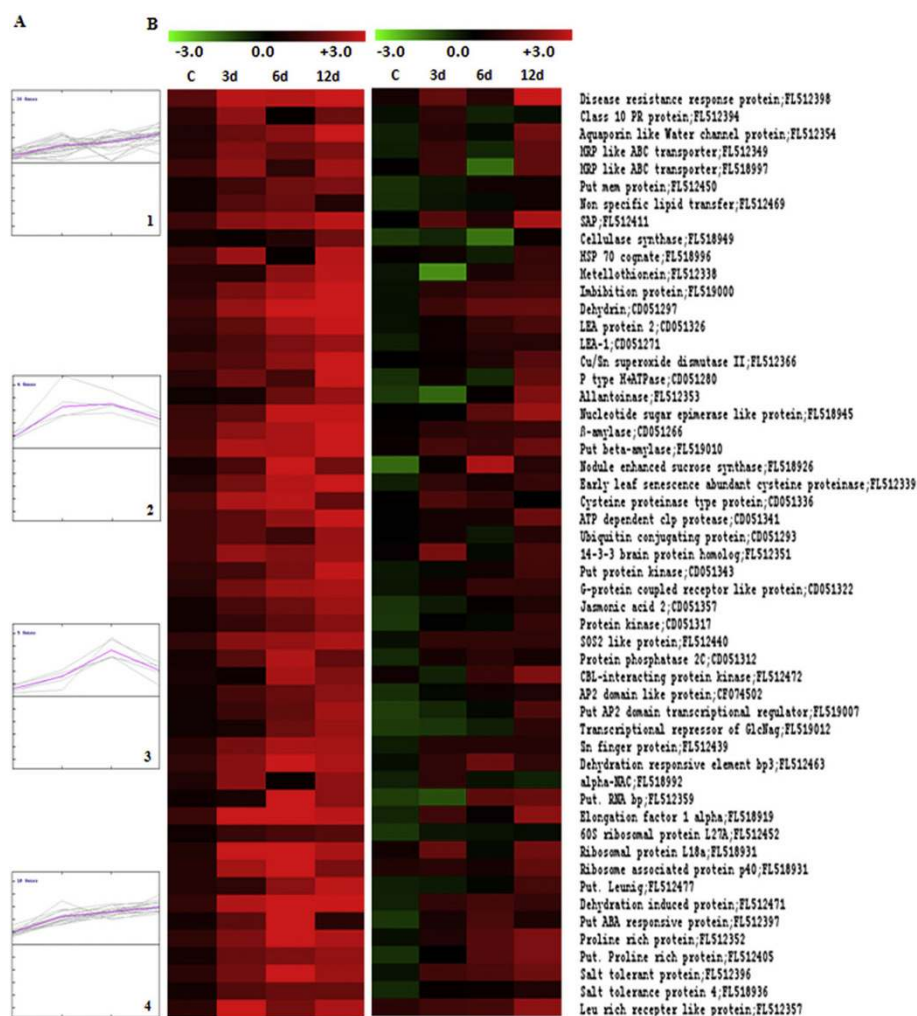 A
B
-3.0 0.0 +3.0
-3.0 0.0 +3.0
C 3d 6d 12d
C 3d 6d 12d
1
2
3
4
Disease resistance response protein;FL512398
Class 10 PR protein;FL512394
Aquaporin like Water channel protein;FL512354
MRP like ABC transporter;FL512349
MRP like ABC transporter;FL518997
Put mem protein;FL512450
Non specific lipid transfer;FL512469
SAP;FL512411
Cellulase synthase;FL518949
HSP 70 cognate;FL518996
Metellothionein;FL512338
Imbibition protein;FL519000
Dehydrin;CD051297
LEA protein 2;CD051326
LEA-1;CD051271
Cu/Sn superoxide dismutase II;FL512366
P type H+ATPase;CD051280
Allantoinase;FL512353
Nucleotide sugar epimerase like protein;FL518945
ß-amylase;CD051266
Put beta-amylase;FL519010
Nodule enhanced sucrose synthase;FL518926
Early leaf senescence abundant cysteine proteinase;FL512339
Cysteine proteinase type protein;CD051336
ATP dependent clp protease;CD051341
Ubiquitin conjugating protein;CD051293
14-3-3 brain protein homolog;FL512351
Put protein kinase;CD051343
G-protein coupled receptor like protein;CD051322
Jasmonic acid 2;CD051357
Protein kinase;CD051317
SOS2 like protein;FL512440
Protein phosphatase 2C;CD051312
CBL-interacting protein kinase;FL512472
AP2 domain like protein;CF074502
Put AP2 domain transcriptional regulator;FL519007
Transcriptional repressor of GlcNag;FL519012
Sn finger protein;FL512439
Dehydration responsive element bp3;FL512463
alpha-NAC;FL518992
Put. RNA bp;FL512359
Elongation factor 1 alpha;FL518919
60S ribosomal protein L27A;FL512452
Ribosomal protein L18a;FL518931
Ribosome associated protein p40;FL518931
Put. Leunig;FL512477
Dehydration induced protein;FL512471
Put ABA responsive protein;FL512397
Proline rich protein;FL512352
Put. Proline rich protein;FL512405
Salt tolerant protein;FL512396
Salt tolerance protein 4;FL518936
Leu rich recepter like protein;FL512357